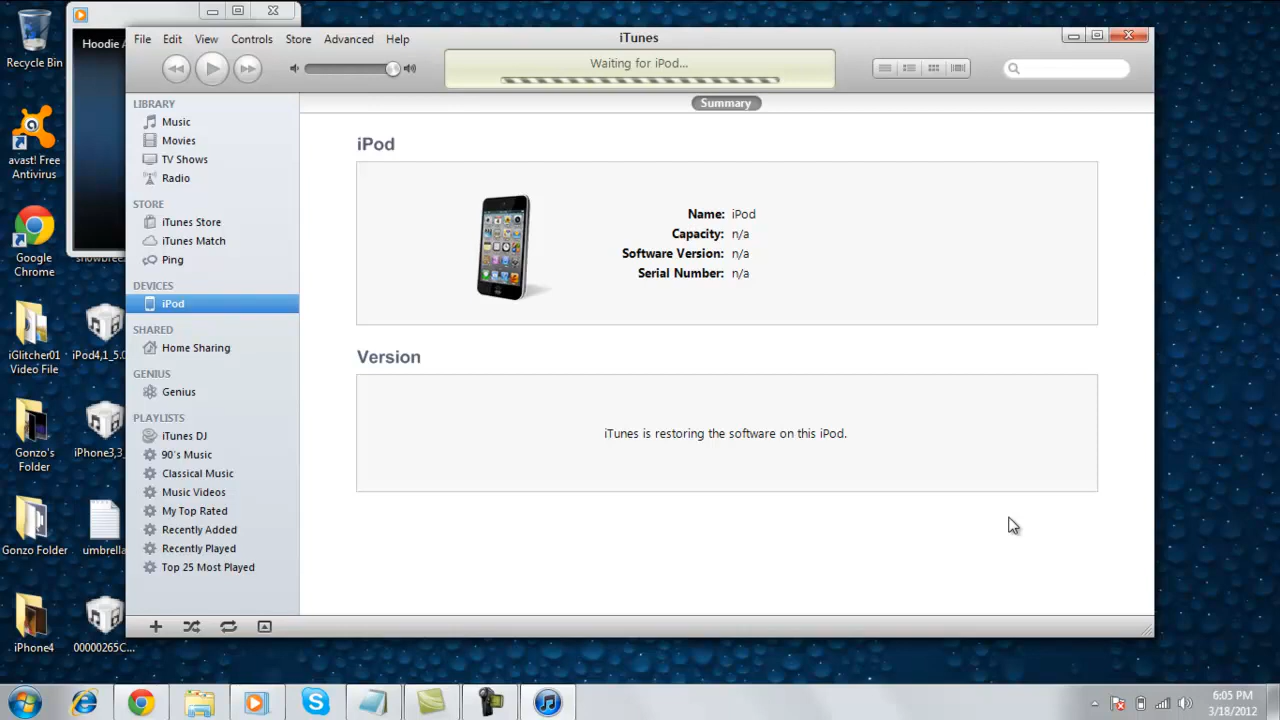 Recycle Bin
avast! Free
Antivirus
Google
Chrome
iGlitcher01
Video File
iPod4,1_5.0
Gonzo's
Folder
iPhone3,3_
Gonzo Folder
umbrella
iPhone4
00000265C...
Hoodie A
iTunes
File Edit View Controls Store Advanced Help
Waiting for iPod...
LIBRARY
Music
Movies
TV Shows
Radio
STORE
iTunes Store
iTunes Match
Ping
DEVICES
iPod
SHARED
Home Sharing
GENIUS
Genius
PLAYLISTS
iTunes DJ
90's Music
Classical Music
Music Videos
My Top Rated
Recently Added
Recently Played
Top 25 Most Played
Summary
iPod
Name: iPod
Capacity: n/a
Software Version: n/a
Serial Number: n/a
Version
iTunes is restoring the software on this iPod.
6:05 PM
3/18/2012